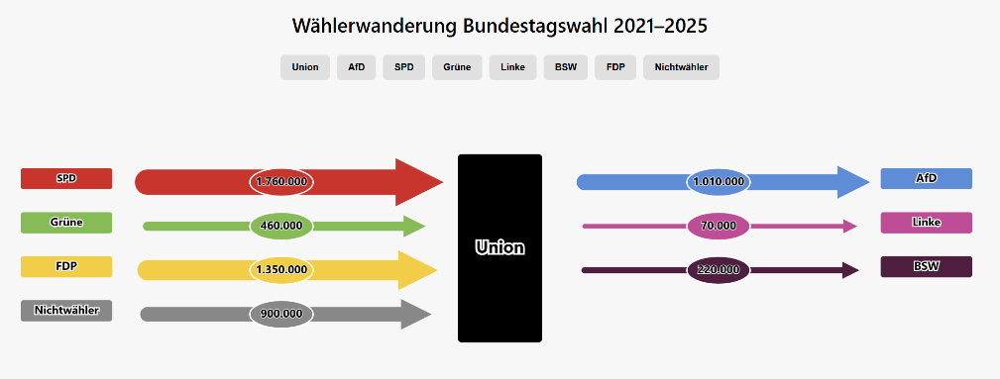 Wählerwanderung Bundestagswahl 2021–2025
Union AfD SPD Grüne Linke BSW FDP Nichtwähler
SPD 1.760.000 1.010.000 AfD
Grüne 460.000 70.000 Linke
Union
FDP 1.350.000 220.000 BSW
Nichtwähler 900.000